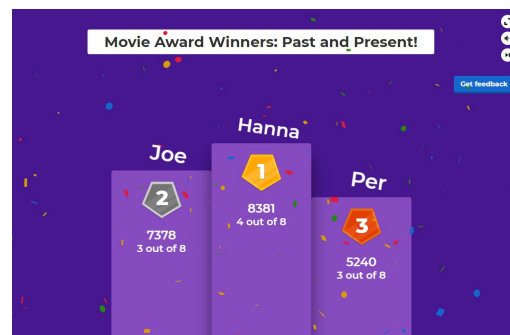 Movie Award Winners: Past and Present!
Get feedback
Hanna
Joe
Per
1
8381
4 out of 8
2
7378
3 out of 8
3
5240
3 out of 8